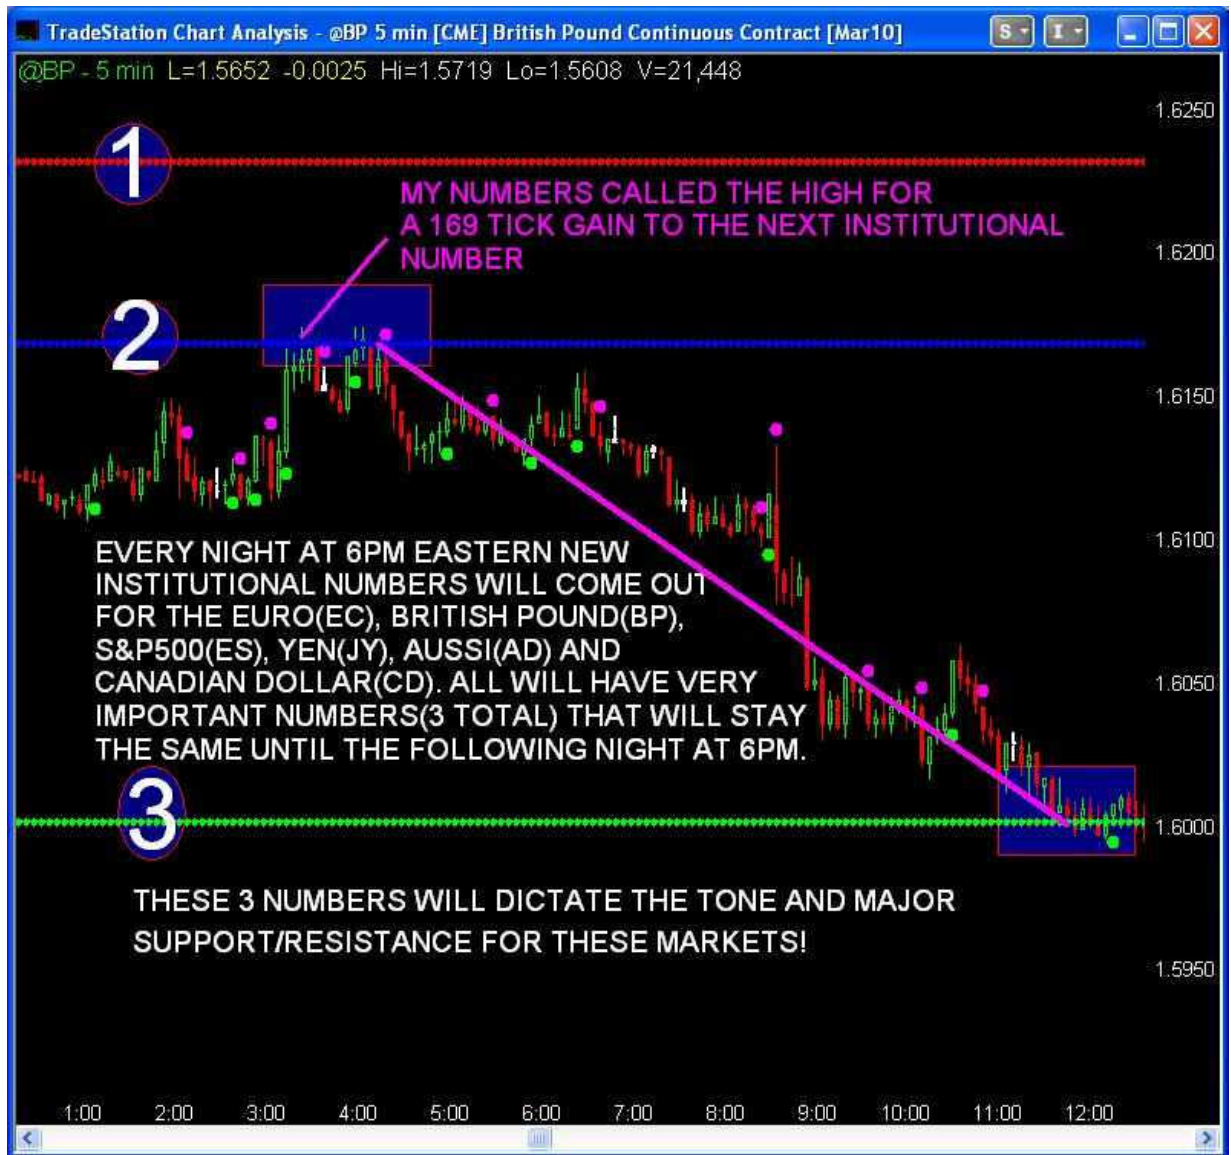 TradeStation Chart Analysis - @BP 5 min [CME] British Pound Continuous Contract [Mar10]
S
I
@BP - 5 min L=1.5652 -0.0025 Hi=1.5719 Lo=1.5608 V=21,448
1.6250
1
MY NUMBERS CALLED THE HIGH FOR
A 169 TICK GAIN TO THE NEXT INSTITUTIONAL
NUMBER
1.6200
2
1.6150
1.6100
EVERY NIGHT AT 6PM EASTERN NEW
INSTITUTIONAL NUMBERS WILL COME OUT
FOR THE EURO(EC), BRITISH POUND(BP),
S&P500(ES), YEN(JY), AUSSI(AD) AND
CANADIAN DOLLAR(CD). ALL WILL HAVE VERY
IMPORTANT NUMBERS(3 TOTAL) THAT WILL STAY
THE SAME UNTIL THE FOLLOWING NIGHT AT 6PM.
1.6050
3
1.6000
THESE 3 NUMBERS WILL DICTATE THE TONE AND MAJOR
SUPPORT/RESISTANCE FOR THESE MARKETS!
1.5950
1:00 2:00 3:00 4:00 5:00 6:00 7:00 8:00 9:00 10:00 11:00 12:00